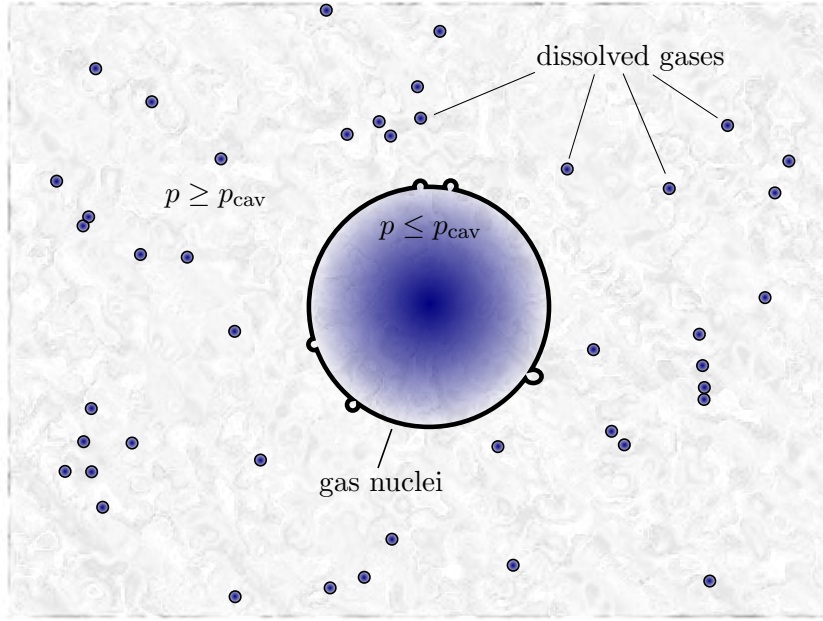 dissolved gases
p ≥ p_cav
p ≤ p_cav
gas nuclei